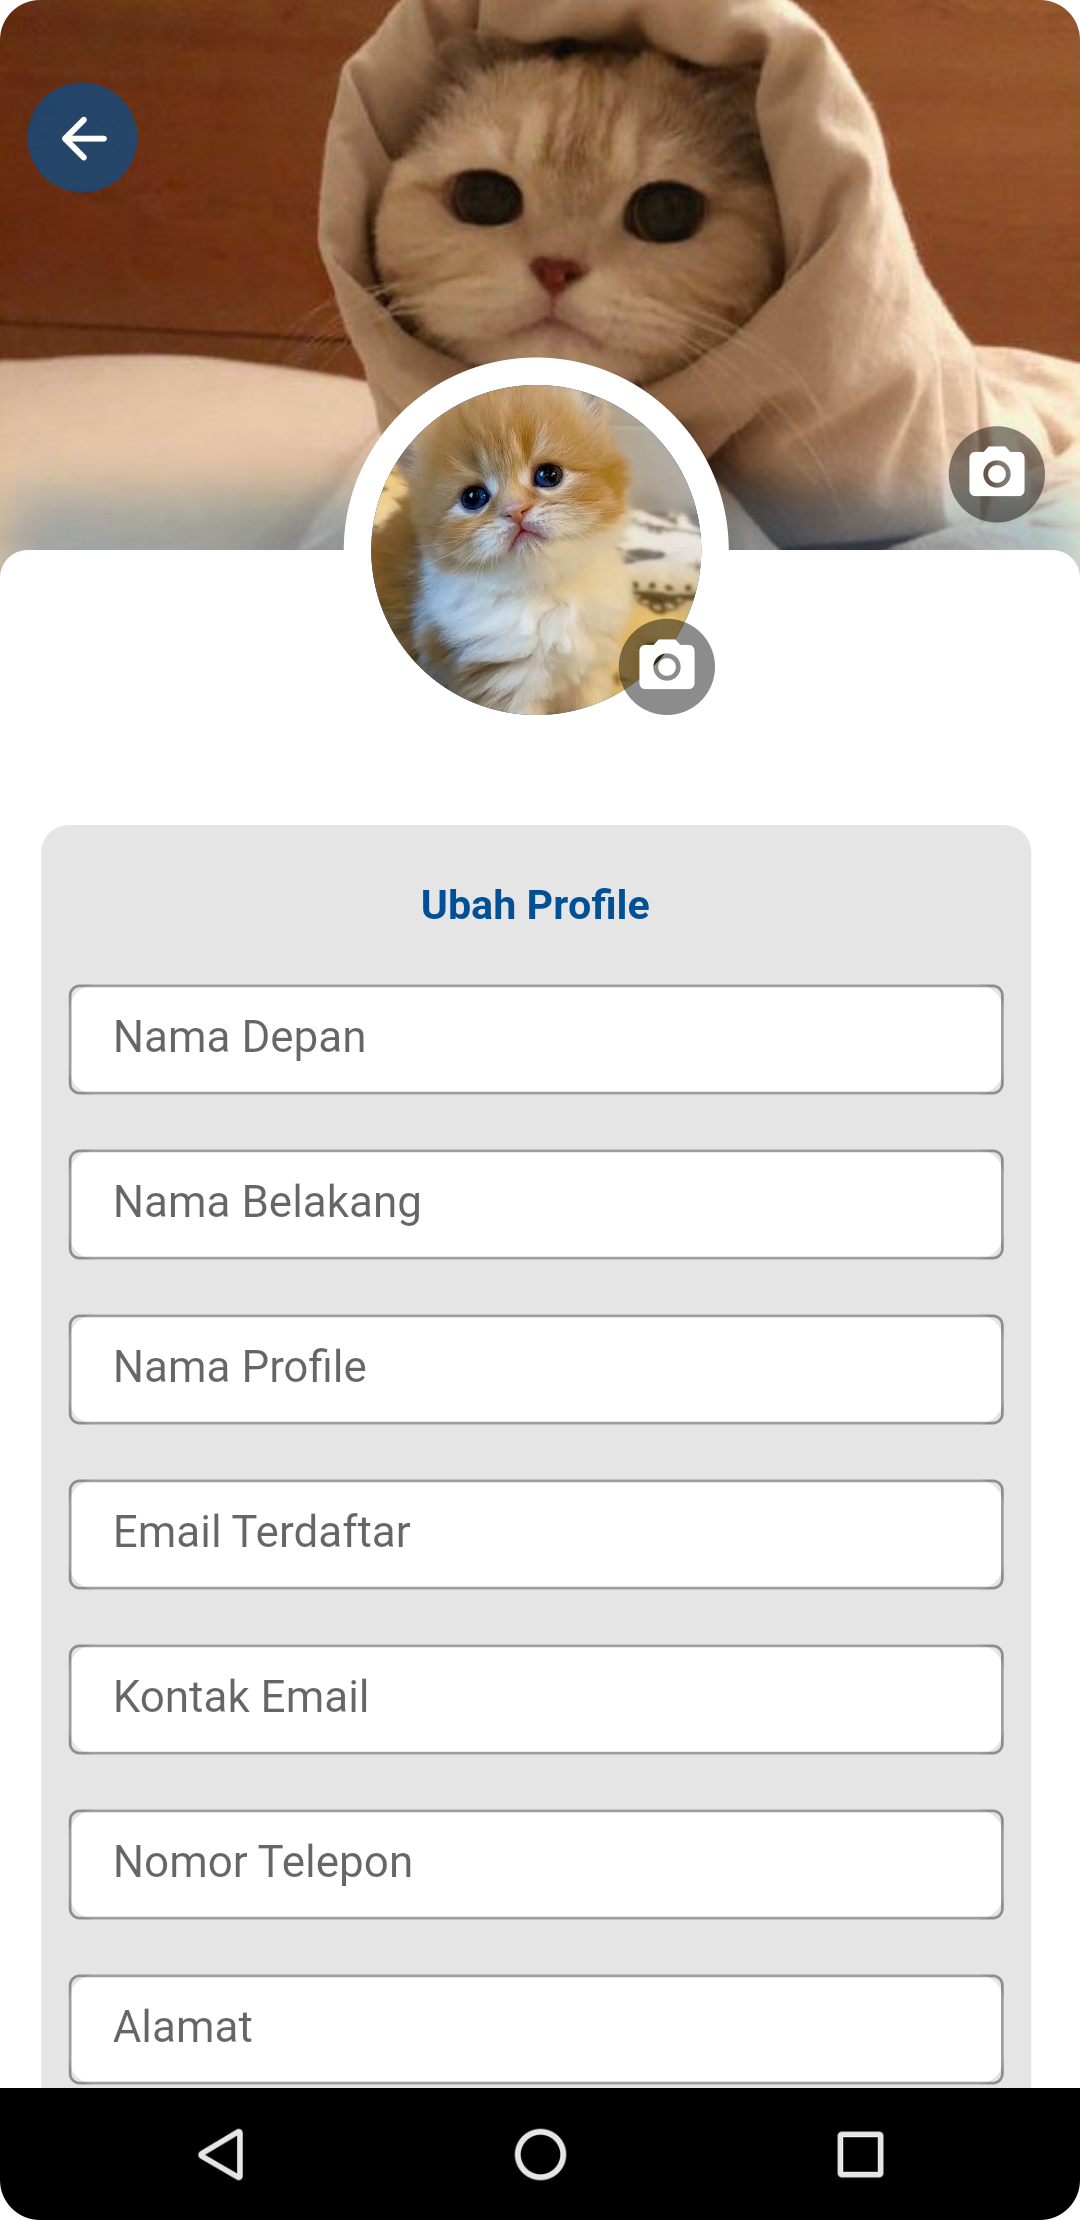 Ubah Profile
Nama Depan
Nama Belakang
Nama Profile
Email Terdaftar
Kontak Email
Nomor Telepon
Alamat